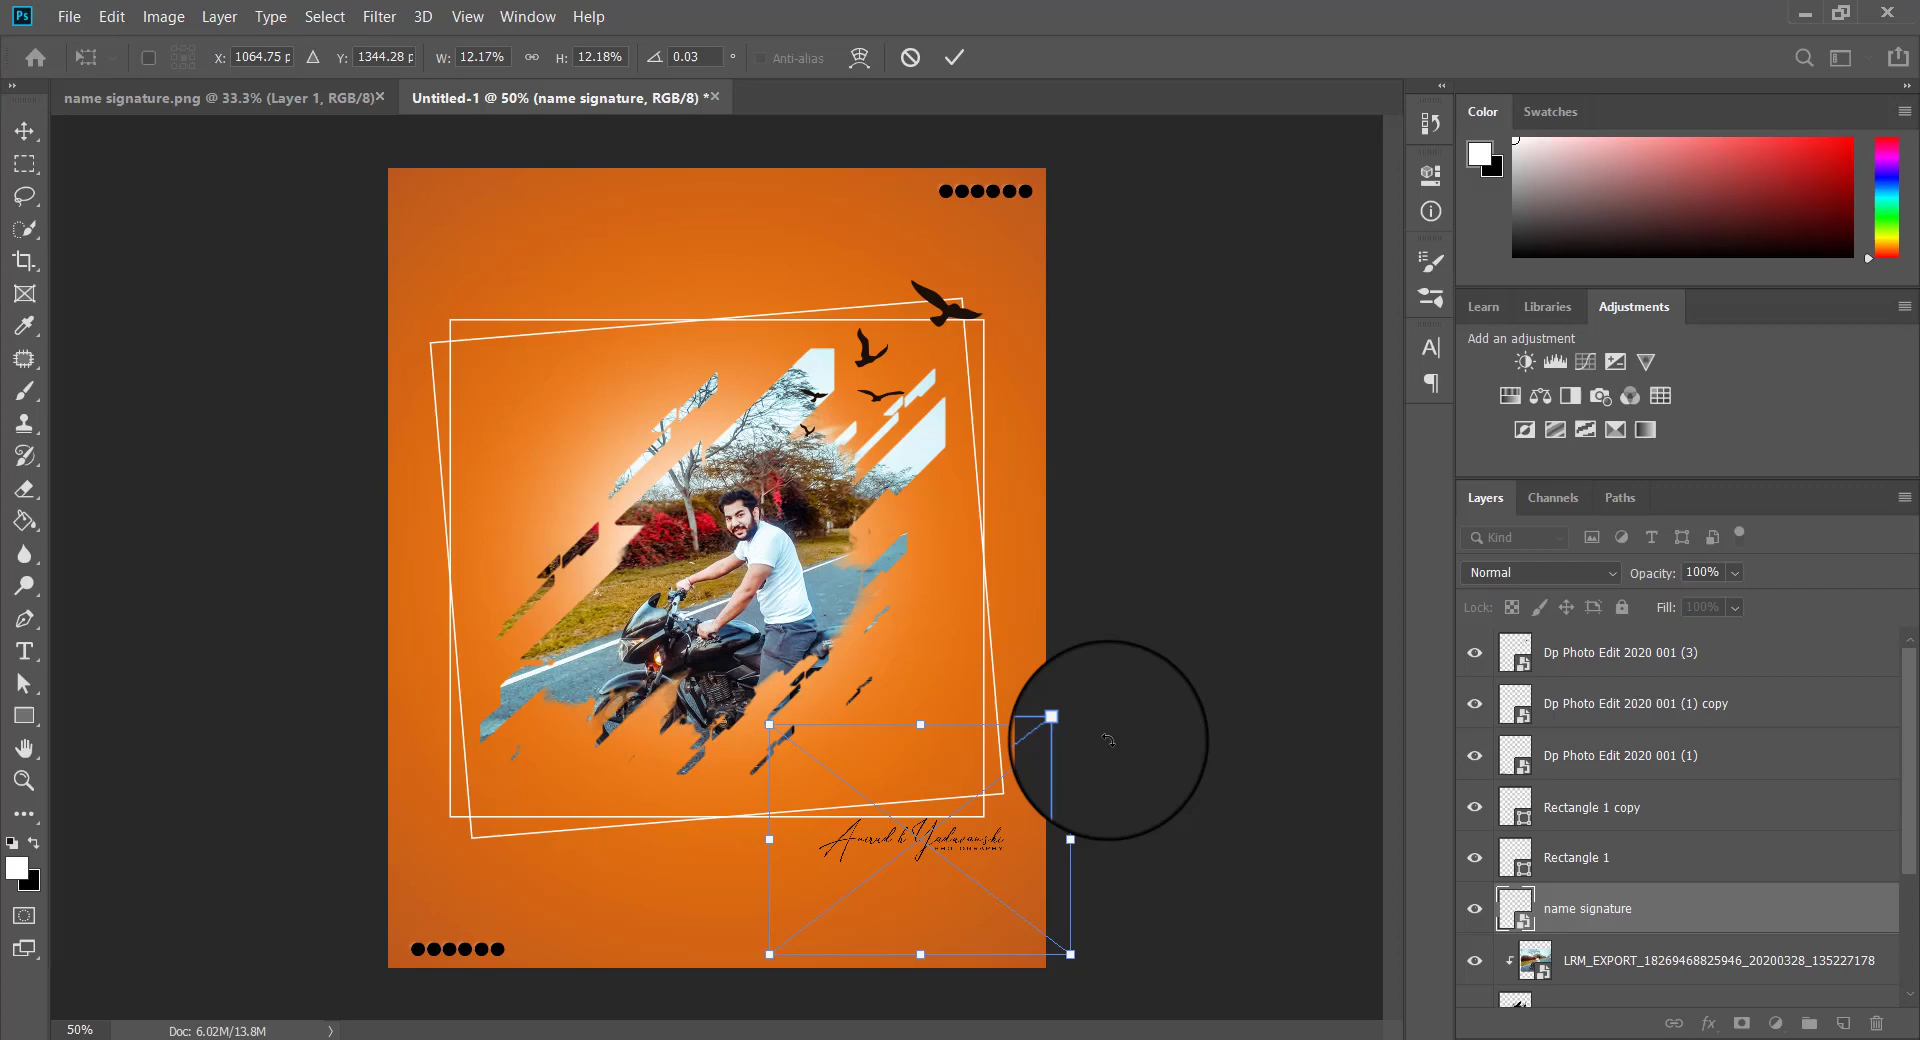 Ps File Edit Image Layer Type Select Filter 3D View Window Help
X: 1064.75 p Y: 1344.28 p W: 12.17% H: 12.18% 0.03 ° Anti-alias
name signature.png @ 33.3% (Layer 1, RGB/8) Untitled-1 @ 50% (name signature, RGB/8) *
Color Swatches
Learn Libraries Adjustments
Add an adjustment
Layers Channels Paths
Kind
Normal Opacity: 100%
Lock: Fill: 100%
Dp Photo Edit 2020 001 (3)
Dp Photo Edit 2020 001 (1) copy
Dp Photo Edit 2020 001 (1)
Rectangle 1 copy
Rectangle 1
name signature
LRM_EXPORT_18269468825946_20200328_135227178
PHOTOGRAPHY
50% Doc: 6.02M/13.8M
fx